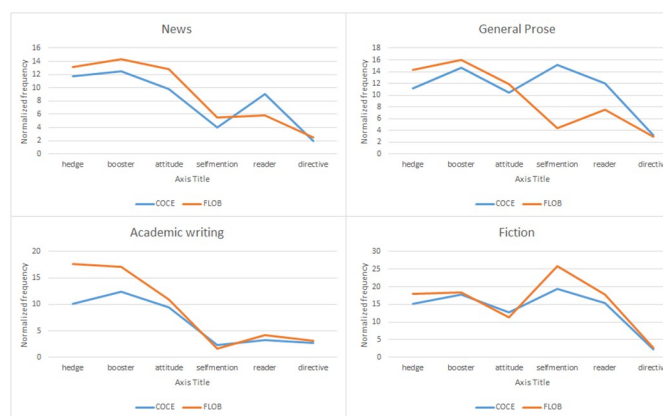 News
Normalized frequency
16
14
12
10
8
6
4
2
0
hedge booster attitude selfmention reader directive
Axis Title
COCE FLOB
General Prose
Normalized frequency
18
16
14
12
10
8
6
4
2
0
hedge booster attitude selfmention reader directive
Axis Title
COCE FLOB
Academic writing
Normalized frequency
20
15
10
5
0
hedge booster attitude selfmention reader directive
Axis Title
COCE FLOB
Fiction
Normalized frequency
30
25
20
15
10
5
0
hedge booster attitude selfmention reader directive
Axis Title
COCE FLOB